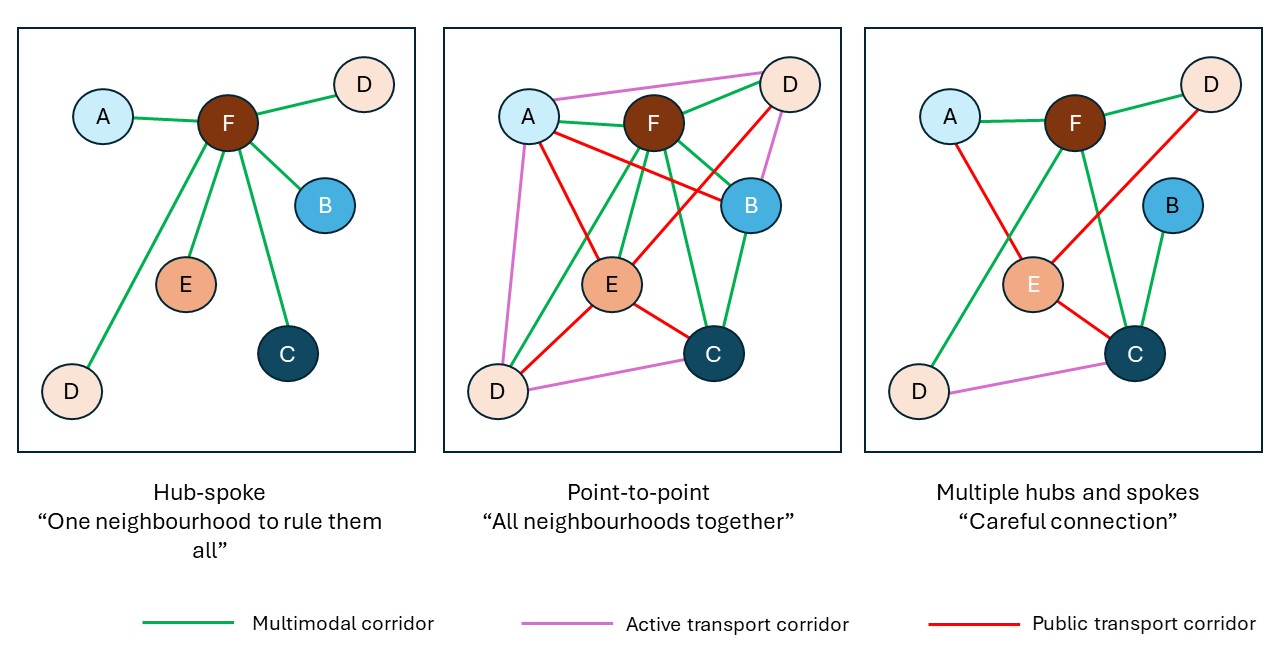 A
F
D
B
E
C
D
A
F
D
B
E
C
D
A
F
D
B
E
C
D
Hub-spoke
“One neighbourhood to rule them
all”
Point-to-point
“All neighbourhoods together”
Multiple hubs and spokes
“Careful connection”
Multimodal corridor
Active transport corridor
Public transport corridor